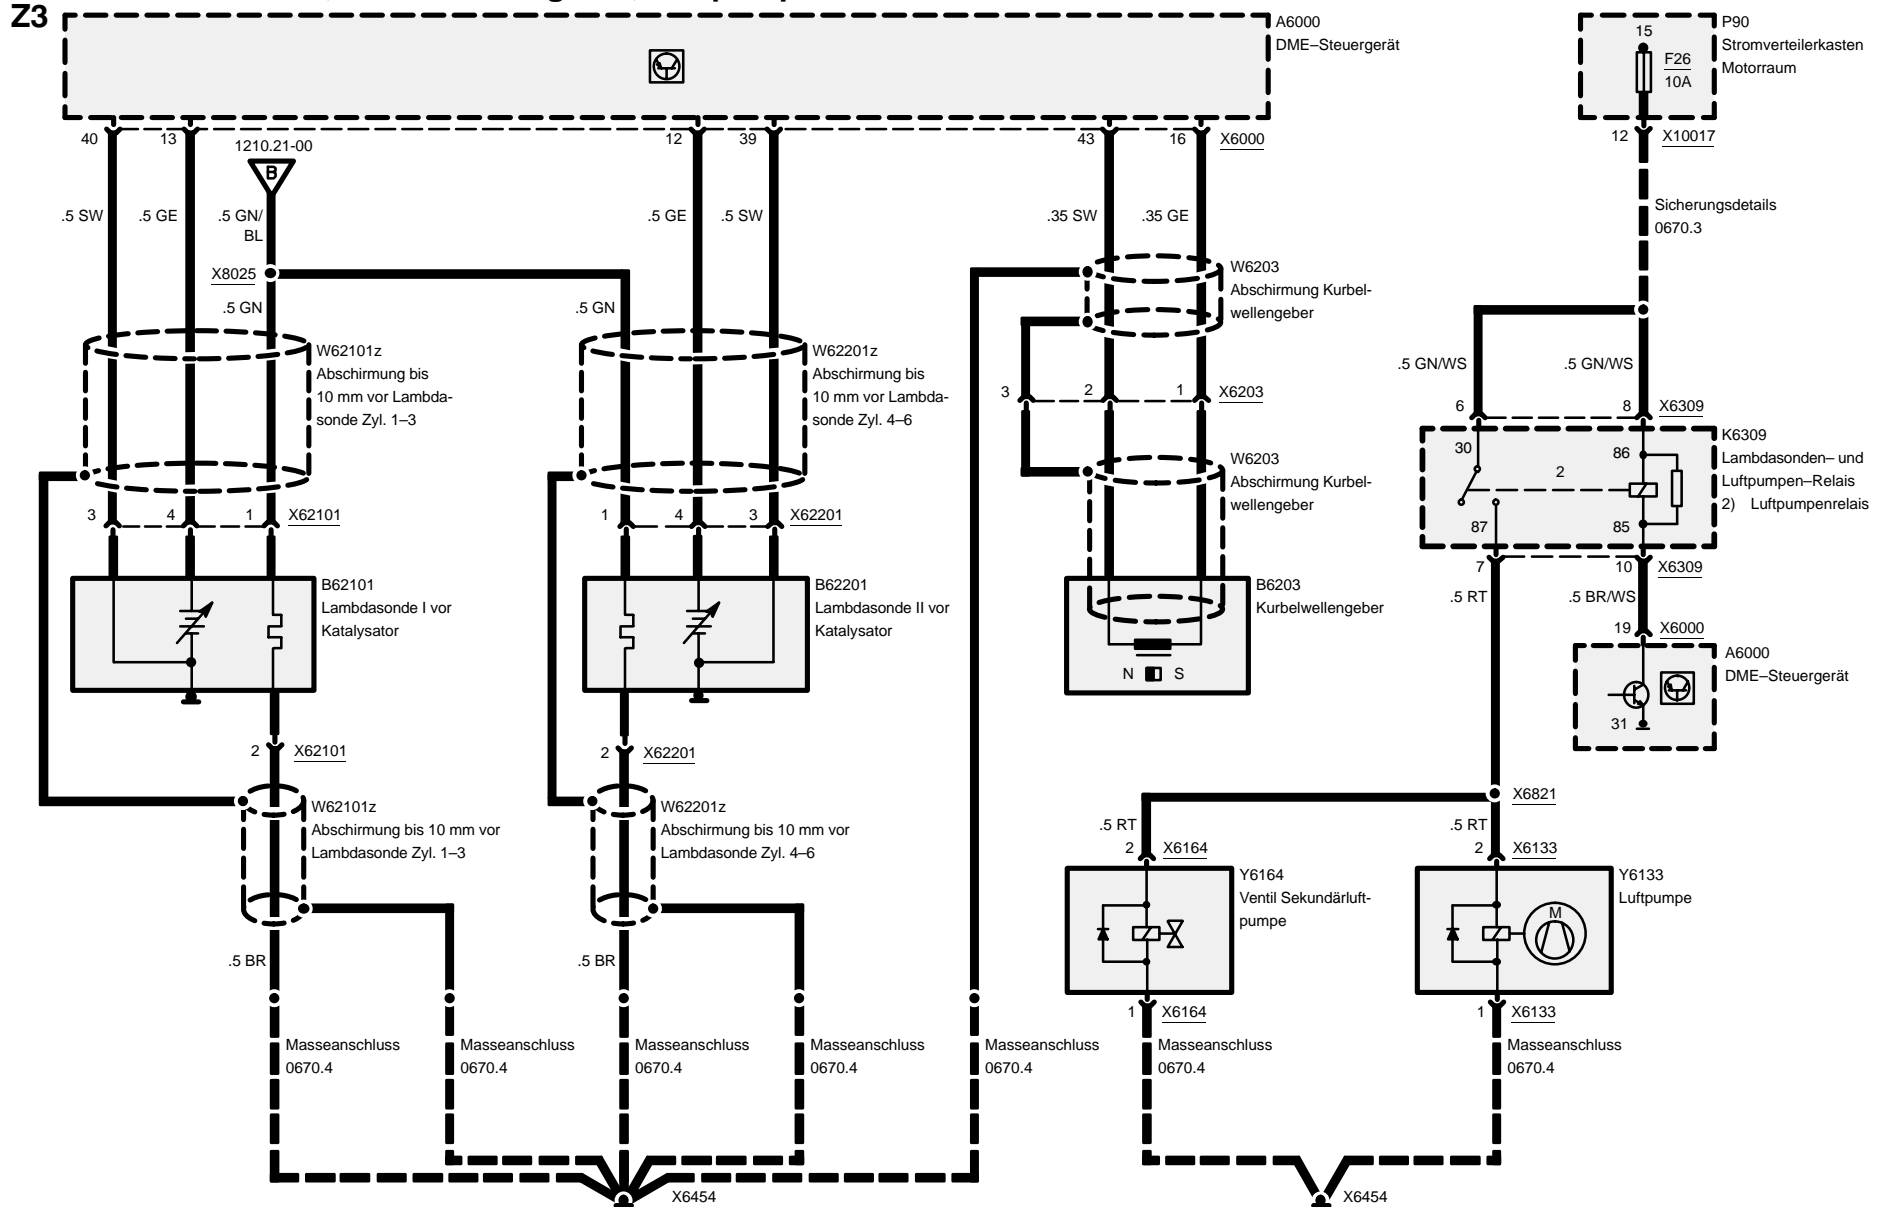 Z3
A6000
DME–Steuergerät
P90
Stromverteilerkasten
Motorraum
15
F26
10A
40
13
12
39
43
16
X6000
12
X10017
1210.21-00
B
.5 SW
.5 GE
.5 GN/
BL
.5 GE
.5 SW
.35 SW
.35 GE
Sicherungsdetails
0670.3
X8025
.5 GN
.5 GN
W6203
Abschirmung Kurbel-
wellengeber
W62101z
Abschirmung bis
10 mm vor Lambda-
sonde Zyl. 1–3
W62201z
Abschirmung bis
10 mm vor Lambda-
sonde Zyl. 4–6
.5 GN/WS
.5 GN/WS
3
2
1
X6203
6
8
X6309
K6309
Lambdasonden– und
Luftpumpen–Relais
2) Luftpumpenrelais
30
86
2
87
85
W6203
Abschirmung Kurbel-
wellengeber
3
4
1
X62101
1
4
3
X62201
7
10
X6309
.5 RT
.5 BR/WS
B62101
Lambdasonde I vor
Katalysator
B62201
Lambdasonde II vor
Katalysator
B6203
Kurbelwellengeber
N
S
19
X6000
A6000
DME–Steuergerät
31
2
X62101
2
X62201
W62101z
Abschirmung bis 10 mm vor
Lambdasonde Zyl. 1–3
W62201z
Abschirmung bis 10 mm vor
Lambdasonde Zyl. 4–6
X6821
.5 RT
.5 RT
2
X6164
2
X6133
Y6164
Ventil Sekundärluft-
pumpe
Y6133
Luftpumpe
M
.5 BR
.5 BR
1
X6164
1
X6133
Masseanschluss
0670.4
Masseanschluss
0670.4
Masseanschluss
0670.4
Masseanschluss
0670.4
Masseanschluss
0670.4
Masseanschluss
0670.4
Masseanschluss
0670.4
X6454
X6454